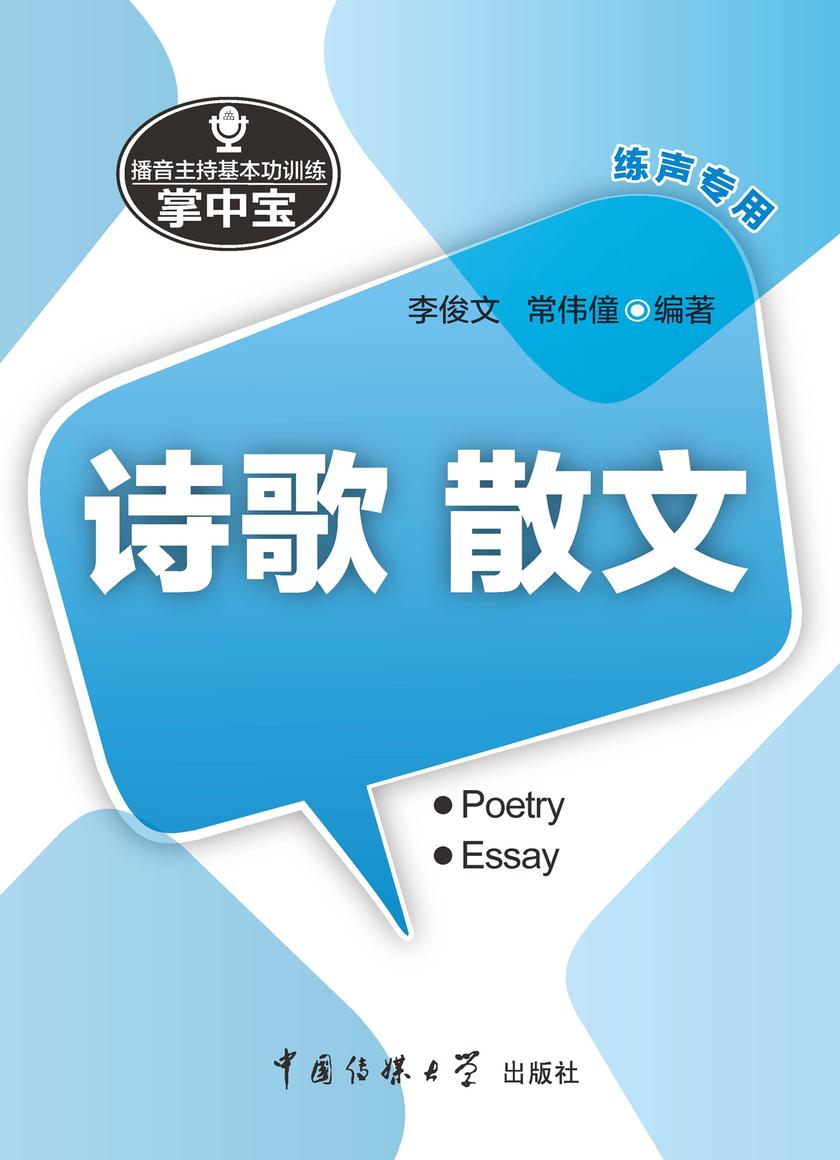 播音主持基本功训练
掌中宝
练声专用
李俊文 常伟僮◉编著
诗歌 散文
● Poetry
● Essay
中国传媒大学 出版社